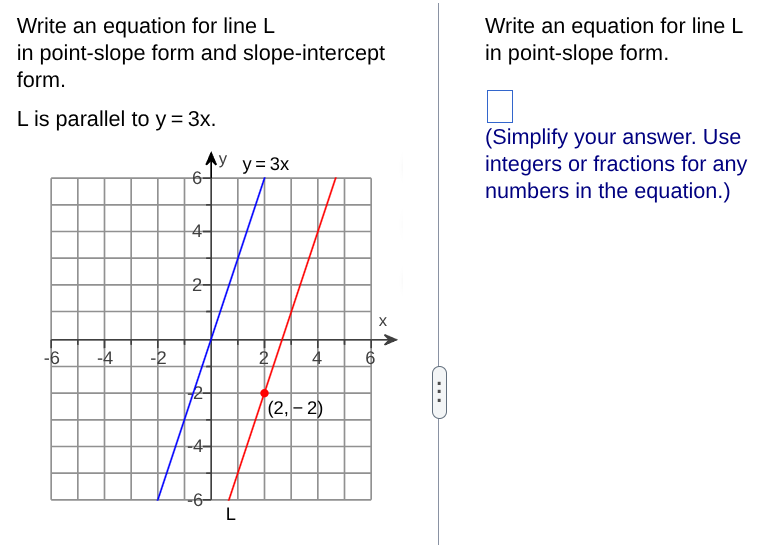 Write an equation for line L
in point-slope form and slope-intercept
form.
L is parallel to y = 3x.
y
y = 3x
6
4
2
x
-6 -4 -2 2 4 6
-2
(2, − 2)
-4
-6
L
Write an equation for line L
in point-slope form.
(Simplify your answer. Use
integers or fractions for any
numbers in the equation.)